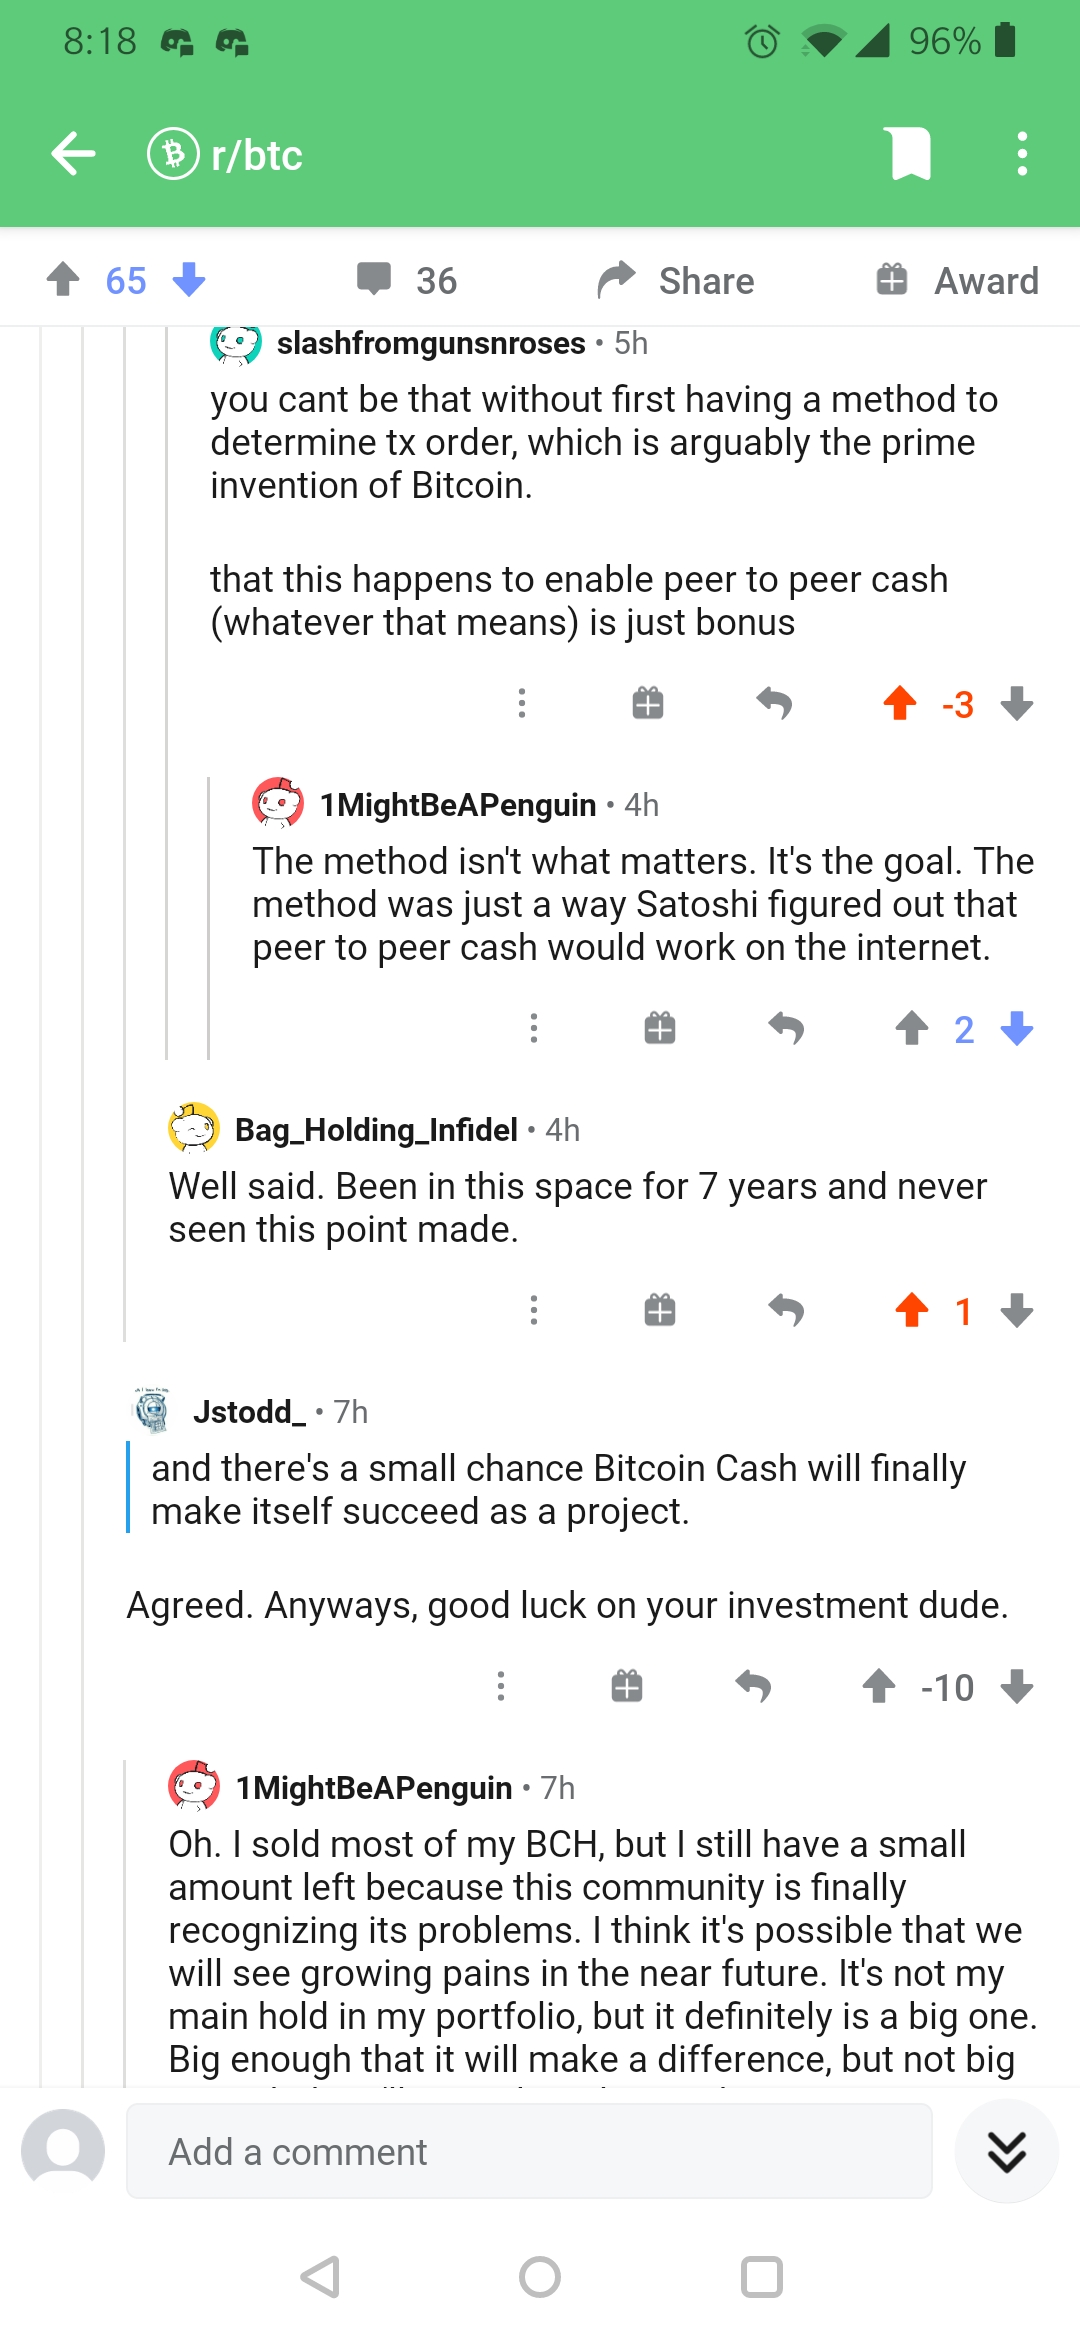 8:18
96%
r/btc
65
36
Share
Award
slashfromgunsnroses • 5h
you cant be that without first having a method to
determine tx order, which is arguably the prime
invention of Bitcoin.
that this happens to enable peer to peer cash
(whatever that means) is just bonus
-3
1MightBeAPenguin • 4h
The method isn't what matters. It's the goal. The
method was just a way Satoshi figured out that
peer to peer cash would work on the internet.
2
Bag_Holding_Infidel • 4h
Well said. Been in this space for 7 years and never
seen this point made.
1
Jstodd_ • 7h
and there's a small chance Bitcoin Cash will finally
make itself succeed as a project.
Agreed. Anyways, good luck on your investment dude.
-10
1MightBeAPenguin • 7h
Oh. I sold most of my BCH, but I still have a small
amount left because this community is finally
recognizing its problems. I think it's possible that we
will see growing pains in the near future. It's not my
main hold in my portfolio, but it definitely is a big one.
Big enough that it will make a difference, but not big
Add a comment